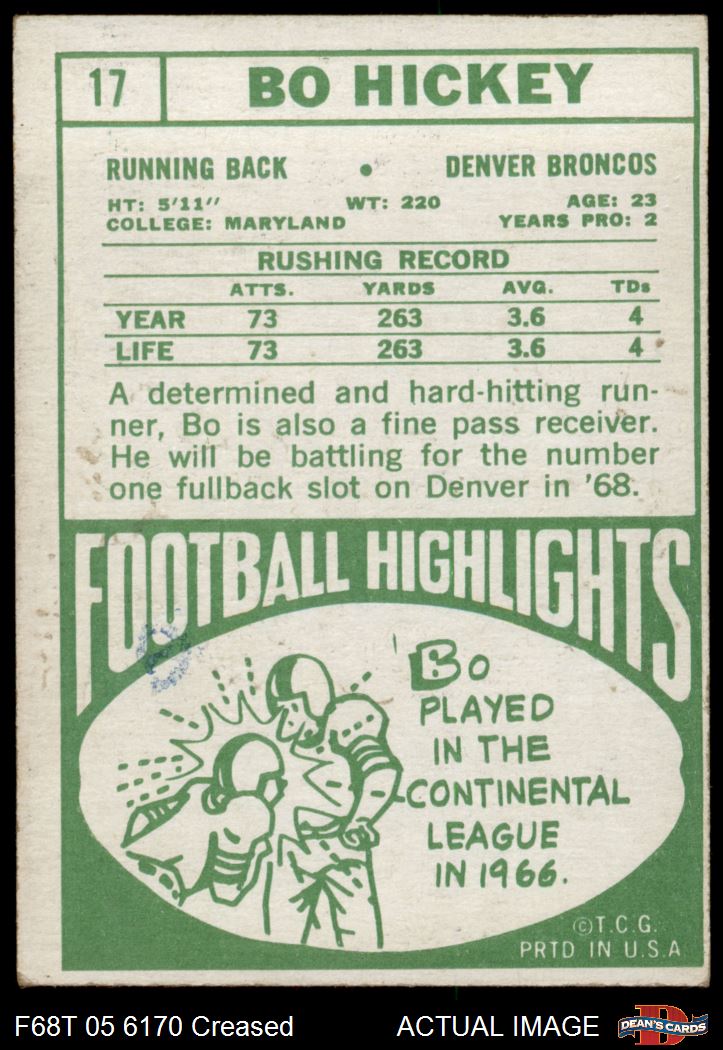 17
BO HICKEY
RUNNING BACK • DENVER BRONCOS
HT: 5'11" WT: 220 AGE: 23
COLLEGE: MARYLAND YEARS PRO: 2
RUSHING RECORD
ATTS. YARDS AVG. TDs
YEAR 73 263 3.6 4
LIFE 73 263 3.6 4
A determined and hard-hitting run-
ner, Bo is also a fine pass receiver.
He will be battling for the number
one fullback slot on Denver in '68.
FOOTBALL HIGHLIGHTS
BO
PLAYED
IN THE
CONTINENTAL
LEAGUE
IN 1966.
©T.C.G.
PRTD IN U.S.A
F68T 05 6170 Creased ACTUAL IMAGE
D
DEAN'S CARDS